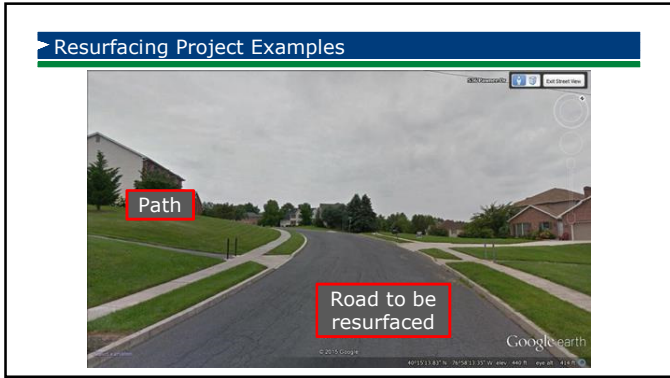 Resurfacing Project Examples
Exit Street View
Path
Road to be
resurfaced
Google earth
© 2015 Google